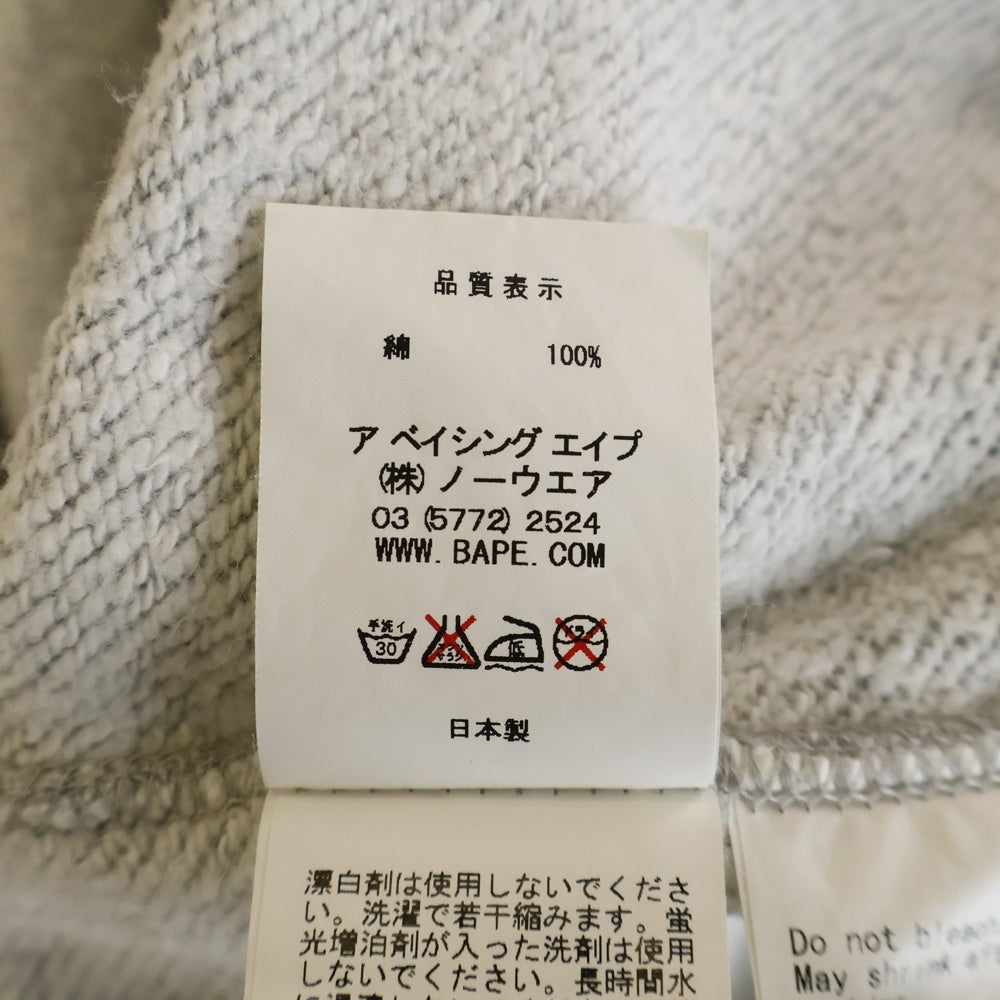 品質表示
綿 100%
ア ベイシング エイプ
(株) ノーウエア
03 (5772) 2524
WWW. BAPE. COM
手洗イ
30
低
日本製
漂白剤は使用しないでくださ
い。洗濯で若干縮みます。蛍
光増泊剤が入った洗剤は使用
しないでください。長時間水
Do not bleach
May shrink